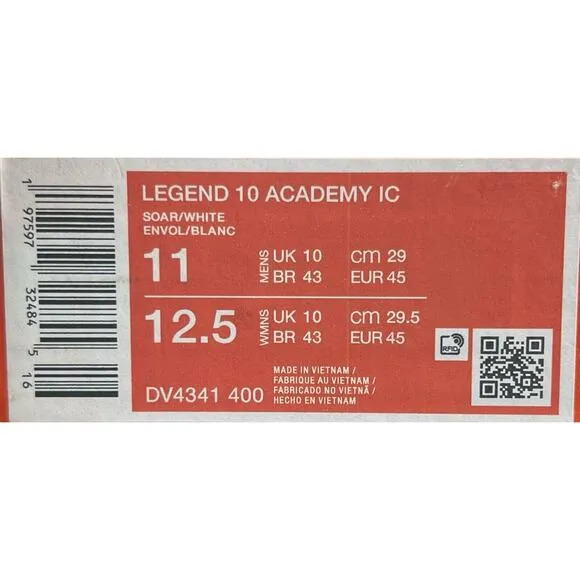 LEGEND 10 ACADEMY IC
SOAR/WHITE
ENVOL/BLANC
11 MENS UK 10 cm 29
BR 43 EUR 45
12.5 WMNS UK 10 cm 29.5
BR 43 EUR 45
RFID
DV4341 400
MADE IN VIETNAM /
FABRIQUE AU VIETNAM /
FABRICADO NO VIETNÃ /
HECHO EN VIETNAM
1 97597 32484 5 16